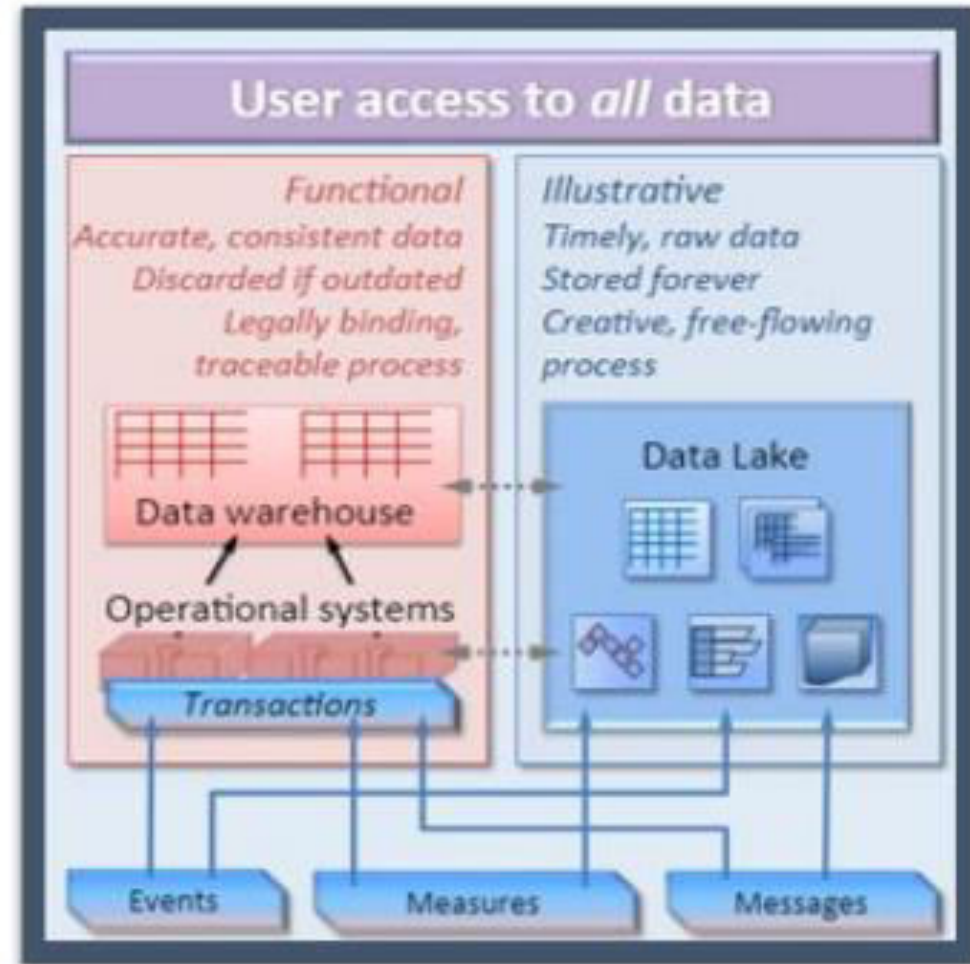 User access to all data
Functional
Accurate, consistent data
Discarded if outdated
Legally binding,
traceable process
Data warehouse
Operational systems
Transactions
Illustrative
Timely, raw data
Stored forever
Creative, free-flowing
process
Data Lake
Events
Measures
Messages